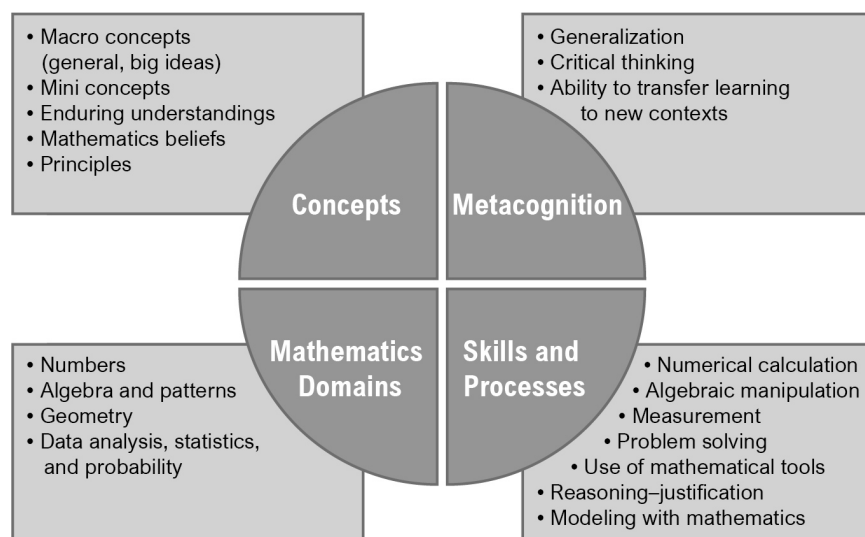 • Macro concepts
(general, big ideas)
• Mini concepts
• Enduring understandings
• Mathematics beliefs
• Principles
• Generalization
• Critical thinking
• Ability to transfer learning
to new contexts
Concepts
Metacognition
Mathematics
Domains
Skills and
Processes
• Numbers
• Algebra and patterns
• Geometry
• Data analysis, statistics,
and probability
• Numerical calculation
• Algebraic manipulation
• Measurement
• Problem solving
• Use of mathematical tools
• Reasoning–justification
• Modeling with mathematics